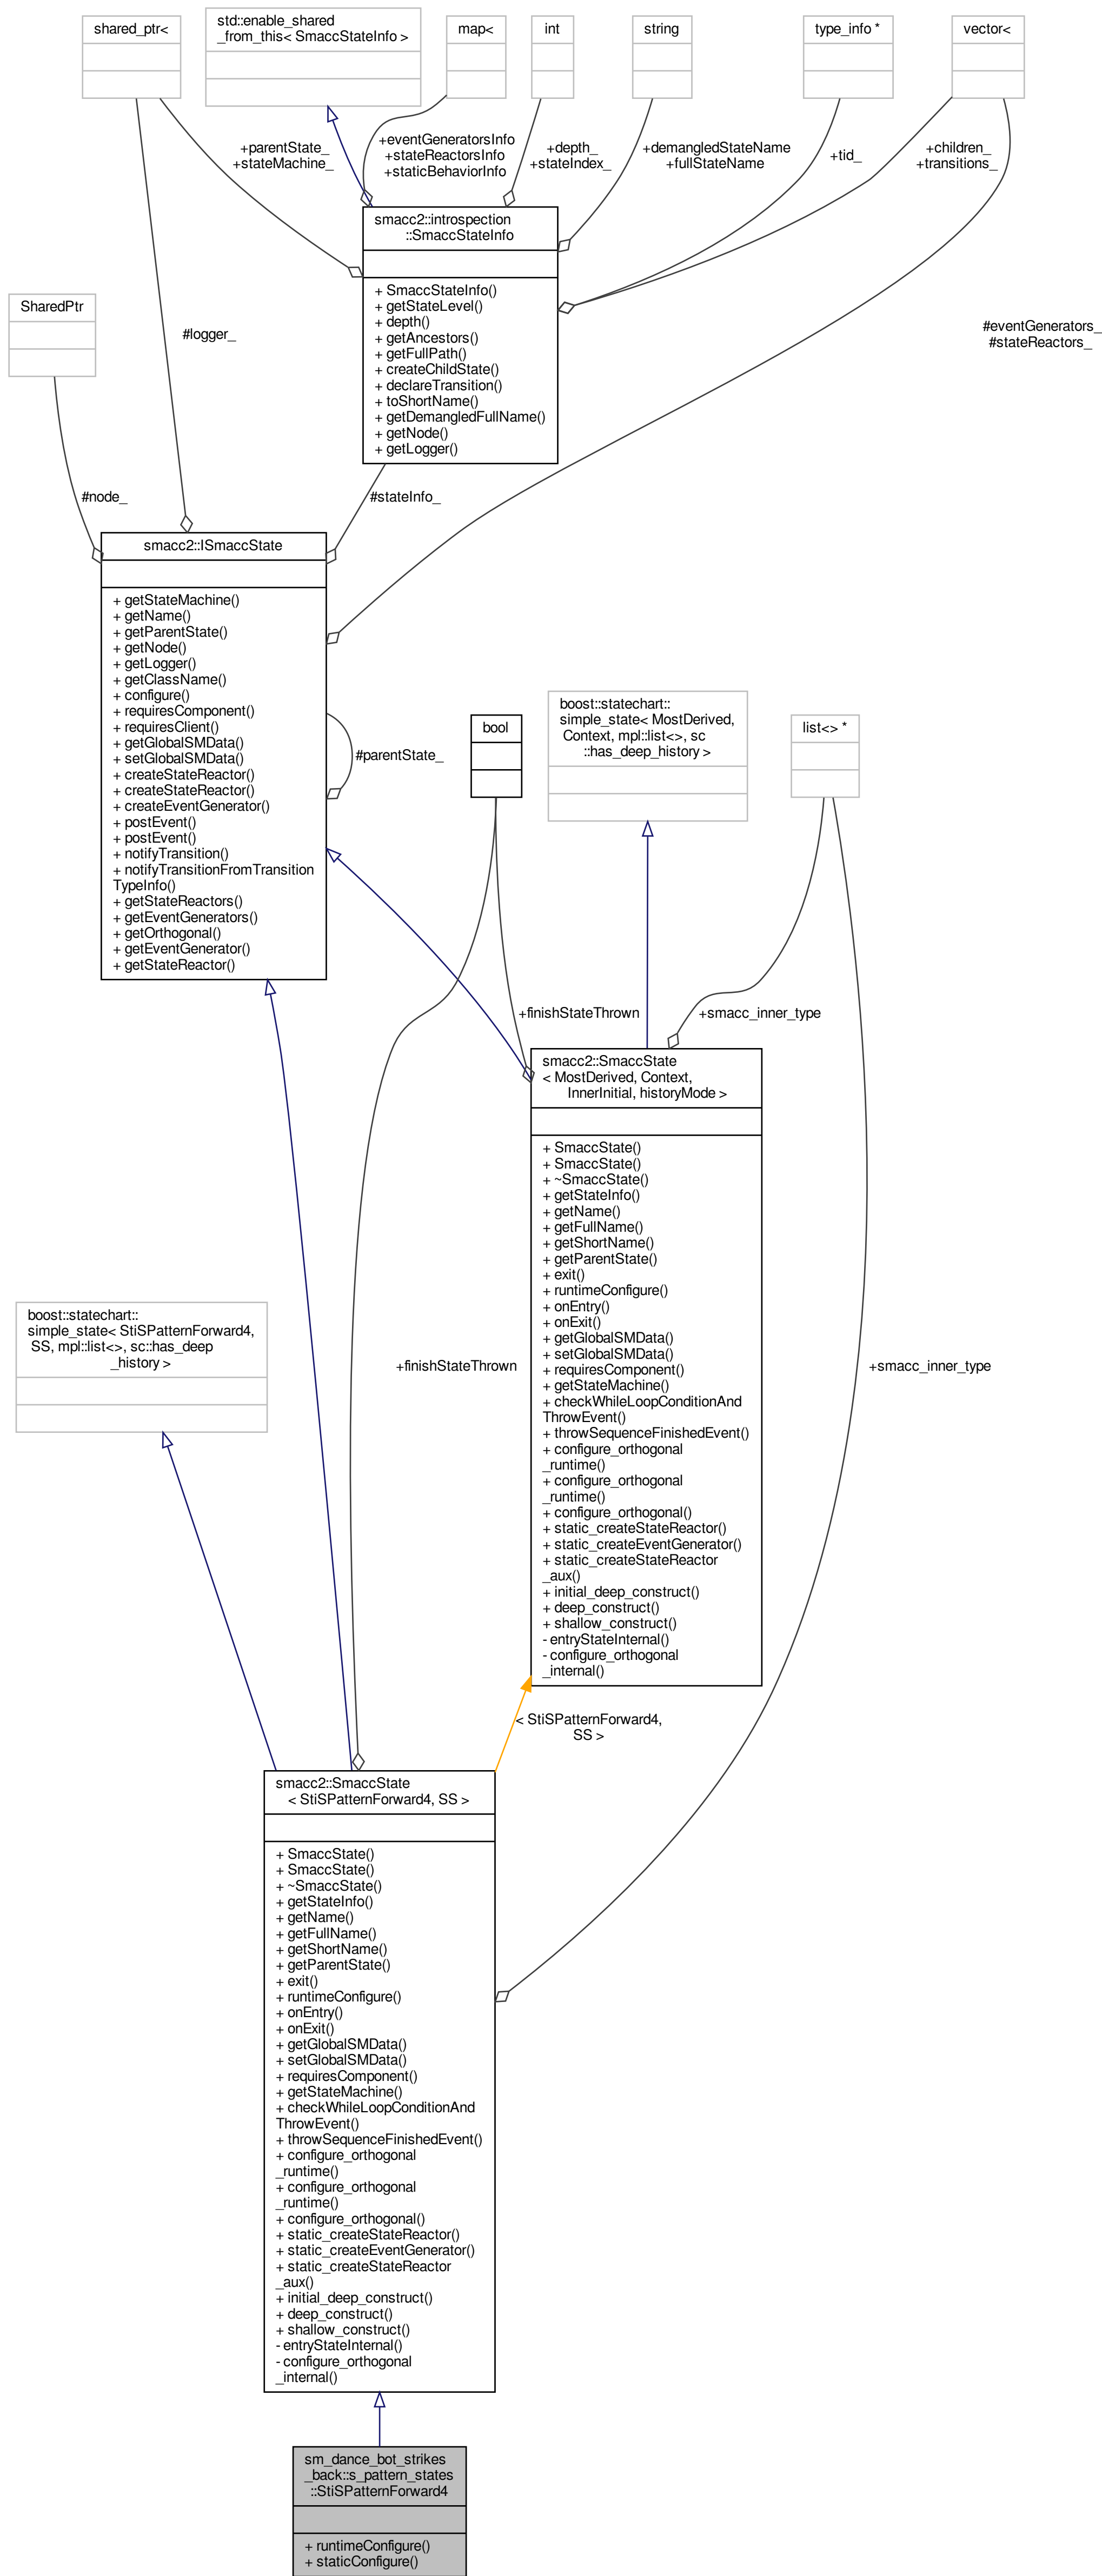 shared_ptr<
std::enable_shared
_from_this< SmaccStateInfo >
map<
int
string
type_info *
vector<
+parentState_
+stateMachine_
+eventGeneratorsInfo
+stateReactorsInfo
+staticBehaviorInfo
+depth_
+stateIndex_
+demangledStateName
+fullStateName
+tid_
+children_
+transitions_
smacc2::introspection
::SmaccStateInfo
+ SmaccStateInfo()
+ getStateLevel()
+ depth()
+ getAncestors()
+ getFullPath()
+ createChildState()
+ declareTransition()
+ toShortName()
+ getDemangledFullName()
+ getNode()
+ getLogger()
SharedPtr
#logger_
#eventGenerators_
#stateReactors_
#node_
#stateInfo_
smacc2::ISmaccState
+ getStateMachine()
+ getName()
+ getParentState()
+ getNode()
+ getLogger()
+ getClassName()
+ configure()
+ requiresComponent()
+ requiresClient()
+ getGlobalSMData()
+ setGlobalSMData()
+ createStateReactor()
+ createStateReactor()
+ createEventGenerator()
+ postEvent()
+ postEvent()
+ notifyTransition()
+ notifyTransitionFromTransition
TypeInfo()
+ getStateReactors()
+ getEventGenerators()
+ getOrthogonal()
+ getEventGenerator()
+ getStateReactor()
#parentState_
bool
boost::statechart::
simple_state< MostDerived,
Context, mpl::list<>, sc
::has_deep_history >
list<> *
+finishStateThrown
+smacc_inner_type
smacc2::SmaccState
< MostDerived, Context,
InnerInitial, historyMode >
+ SmaccState()
+ SmaccState()
+ ~SmaccState()
+ getStateInfo()
+ getName()
+ getFullName()
+ getShortName()
+ getParentState()
+ exit()
+ runtimeConfigure()
+ onEntry()
+ onExit()
+ getGlobalSMData()
+ setGlobalSMData()
+ requiresComponent()
+ getStateMachine()
+ checkWhileLoopConditionAnd
ThrowEvent()
+ throwSequenceFinishedEvent()
+ configure_orthogonal
_runtime()
+ configure_orthogonal
_runtime()
+ configure_orthogonal()
+ static_createStateReactor()
+ static_createEventGenerator()
+ static_createStateReactor
_aux()
+ initial_deep_construct()
+ deep_construct()
+ shallow_construct()
- entryStateInternal()
- configure_orthogonal
_internal()
boost::statechart::
simple_state< StiSPatternForward4,
SS, mpl::list<>, sc::has_deep
_history >
+finishStateThrown
+smacc_inner_type
< StiSPatternForward4,
SS >
smacc2::SmaccState
< StiSPatternForward4, SS >
+ SmaccState()
+ SmaccState()
+ ~SmaccState()
+ getStateInfo()
+ getName()
+ getFullName()
+ getShortName()
+ getParentState()
+ exit()
+ runtimeConfigure()
+ onEntry()
+ onExit()
+ getGlobalSMData()
+ setGlobalSMData()
+ requiresComponent()
+ getStateMachine()
+ checkWhileLoopConditionAnd
ThrowEvent()
+ throwSequenceFinishedEvent()
+ configure_orthogonal
_runtime()
+ configure_orthogonal
_runtime()
+ configure_orthogonal()
+ static_createStateReactor()
+ static_createEventGenerator()
+ static_createStateReactor
_aux()
+ initial_deep_construct()
+ deep_construct()
+ shallow_construct()
- entryStateInternal()
- configure_orthogonal
_internal()
sm_dance_bot_strikes
_back::s_pattern_states
::StiSPatternForward4
+ runtimeConfigure()
+ staticConfigure()